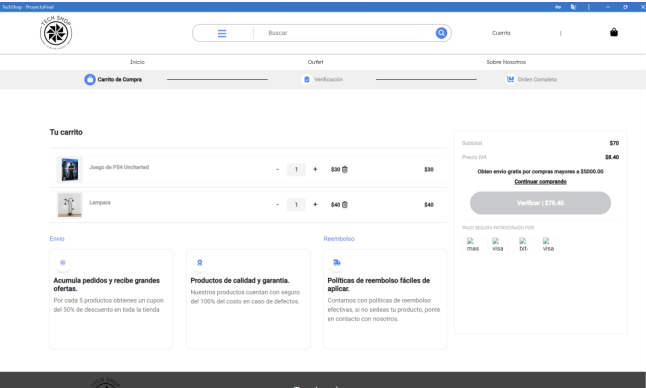 TechShop - ProyectoFinal
TECH SHOP
Buscar
Cuenta
Inicio
Outlet
Sobre Nosotros
Carrito de Compra
Verificación
Orden Completa
Tu carrito
Juego de PS4 Uncharted
- 1 + $30 $30
Lampara
- 1 + $40 $40
Subtotal $70
Precio IVA $8.40
Obten envio gratis por compras mayores a $5000.00
Continuar comprando
Verificar | $78.40
PAGO SEGURO PATROCINADO POR:
mas visa bit- visa
Envio
Reembolso
Acumula pedidos y recibe grandes
ofertas.
Por cada 5 productos obtienes un cupon
del 50% de descuento en toda la tienda
Productos de calidad y garantia.
Nuestros productos cuentan con seguro
del 100% del costo en caso de defectos.
Políticas de reembolso fáciles de
aplicar.
Contamos con políticas de reembolso
efectivas, si no sedeas tu producto, ponte
en contacto con nosotros.
TECH SHOP